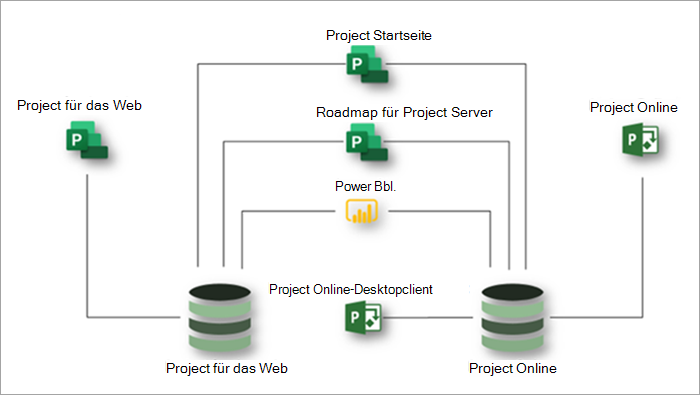 Project Startseite
Project für das Web
Project Online
Roadmap für Project Server
Power Bbl.
Project Online-Desktopclient
Project für das Web
Project Online